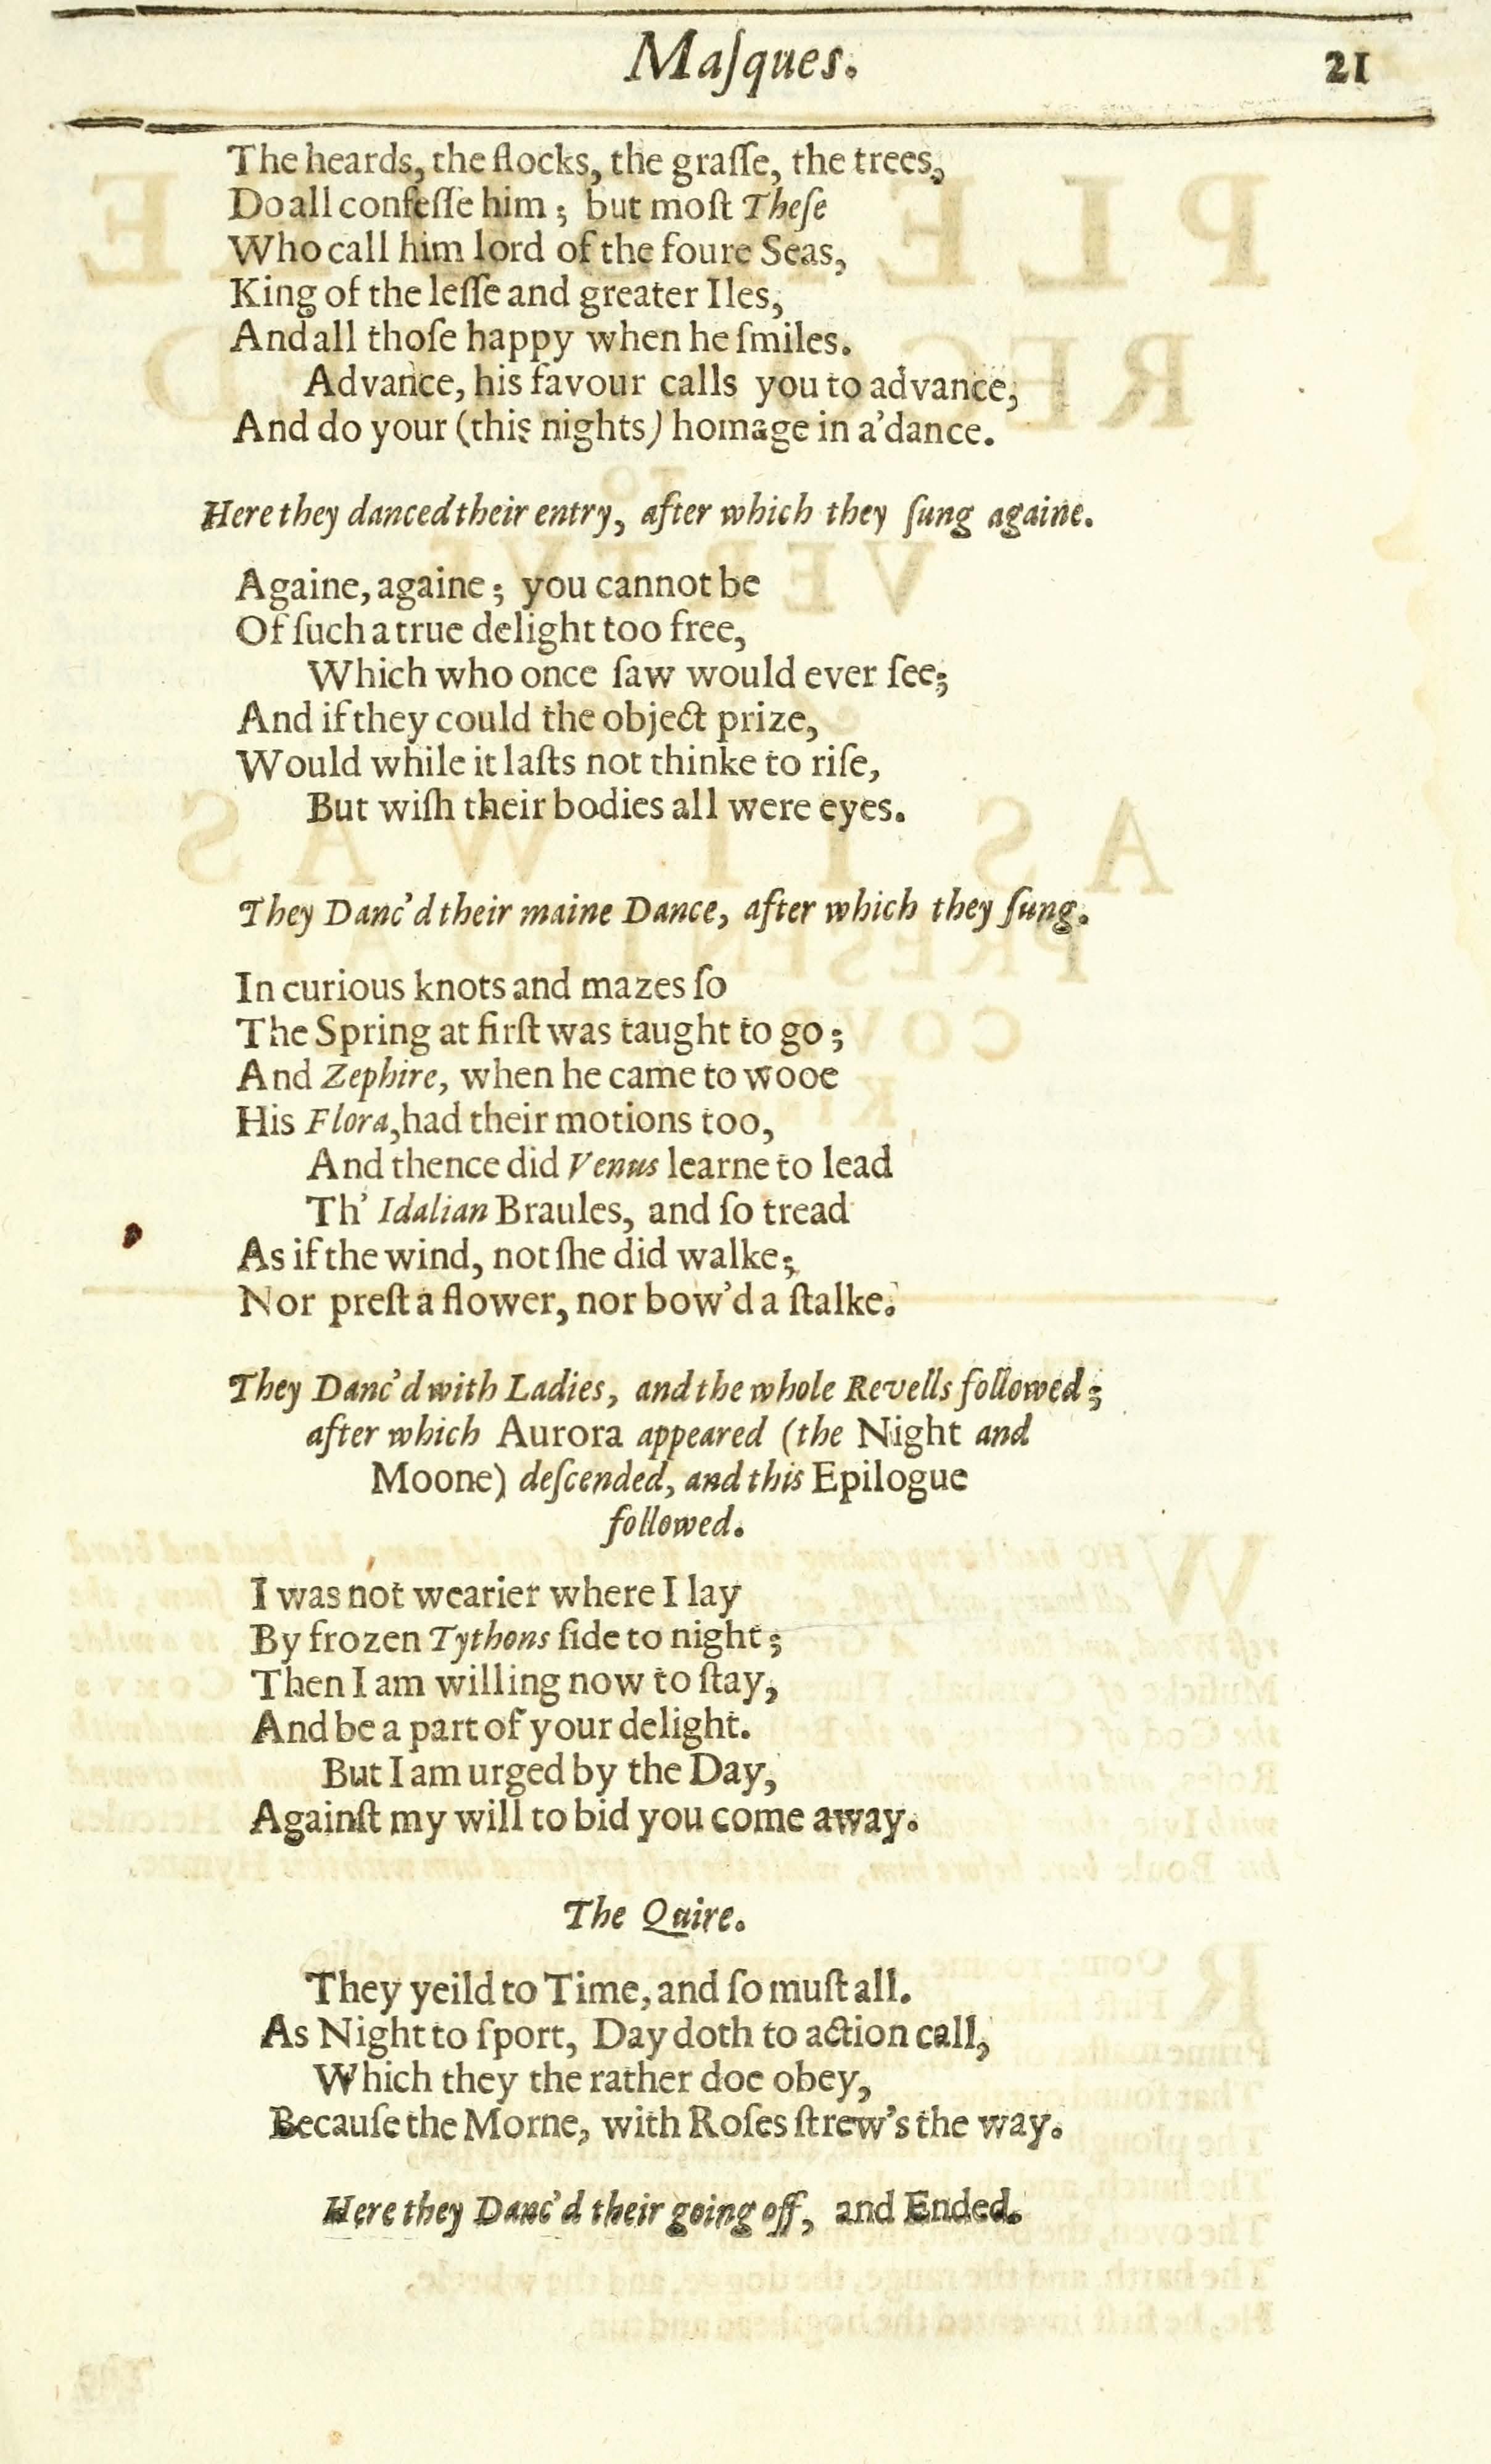 Maſques. 21
The heards, the flocks, the graſſe, the trees,
Do all confeſſe him; but moſt Theſe
Who call him lord of the foure Seas,
King of the leſſe and greater Iles,
And all thoſe happy when he ſmiles.
Advance, his favour calls you to advance,
And do your (this nights) homage in a'dance.
Here they danced their entry, after which they ſung againe.
Againe, againe; you cannot be
Of ſuch a true delight too free,
Which who once ſaw would ever ſee;
And if they could the object prize,
Would while it laſts not thinke to riſe,
But wiſh their bodies all were eyes.
They Danc'd their maine Dance, after which they ſung.
In curious knots and mazes ſo
The Spring at firſt was taught to go;
And Zephire, when he came to wooe
His Flora, had their motions too,
And thence did Venus learne to lead
Th' Idalian Braules, and ſo tread
As if the wind, not ſhe did walke;
Nor preſt a flower, nor bow'd a ſtalke.
They Danc'd with Ladies, and the whole Revells followed;
after which Aurora appeared (the Night and
Moone) deſcended, and this Epilogue
followed.
I was not wearier where I lay
By frozen Tythons ſide to night;
Then I am willing now to ſtay,
And be a part of your delight.
But I am urged by the Day,
Againſt my will to bid you come away.
The Quire.
They yeild to Time, and ſo muſt all.
As Night to ſport, Day doth to action call,
Which they the rather doe obey,
Becauſe the Morne, with Roſes ſtrew's the way.
Here they Danc'd their going off, and Ended.